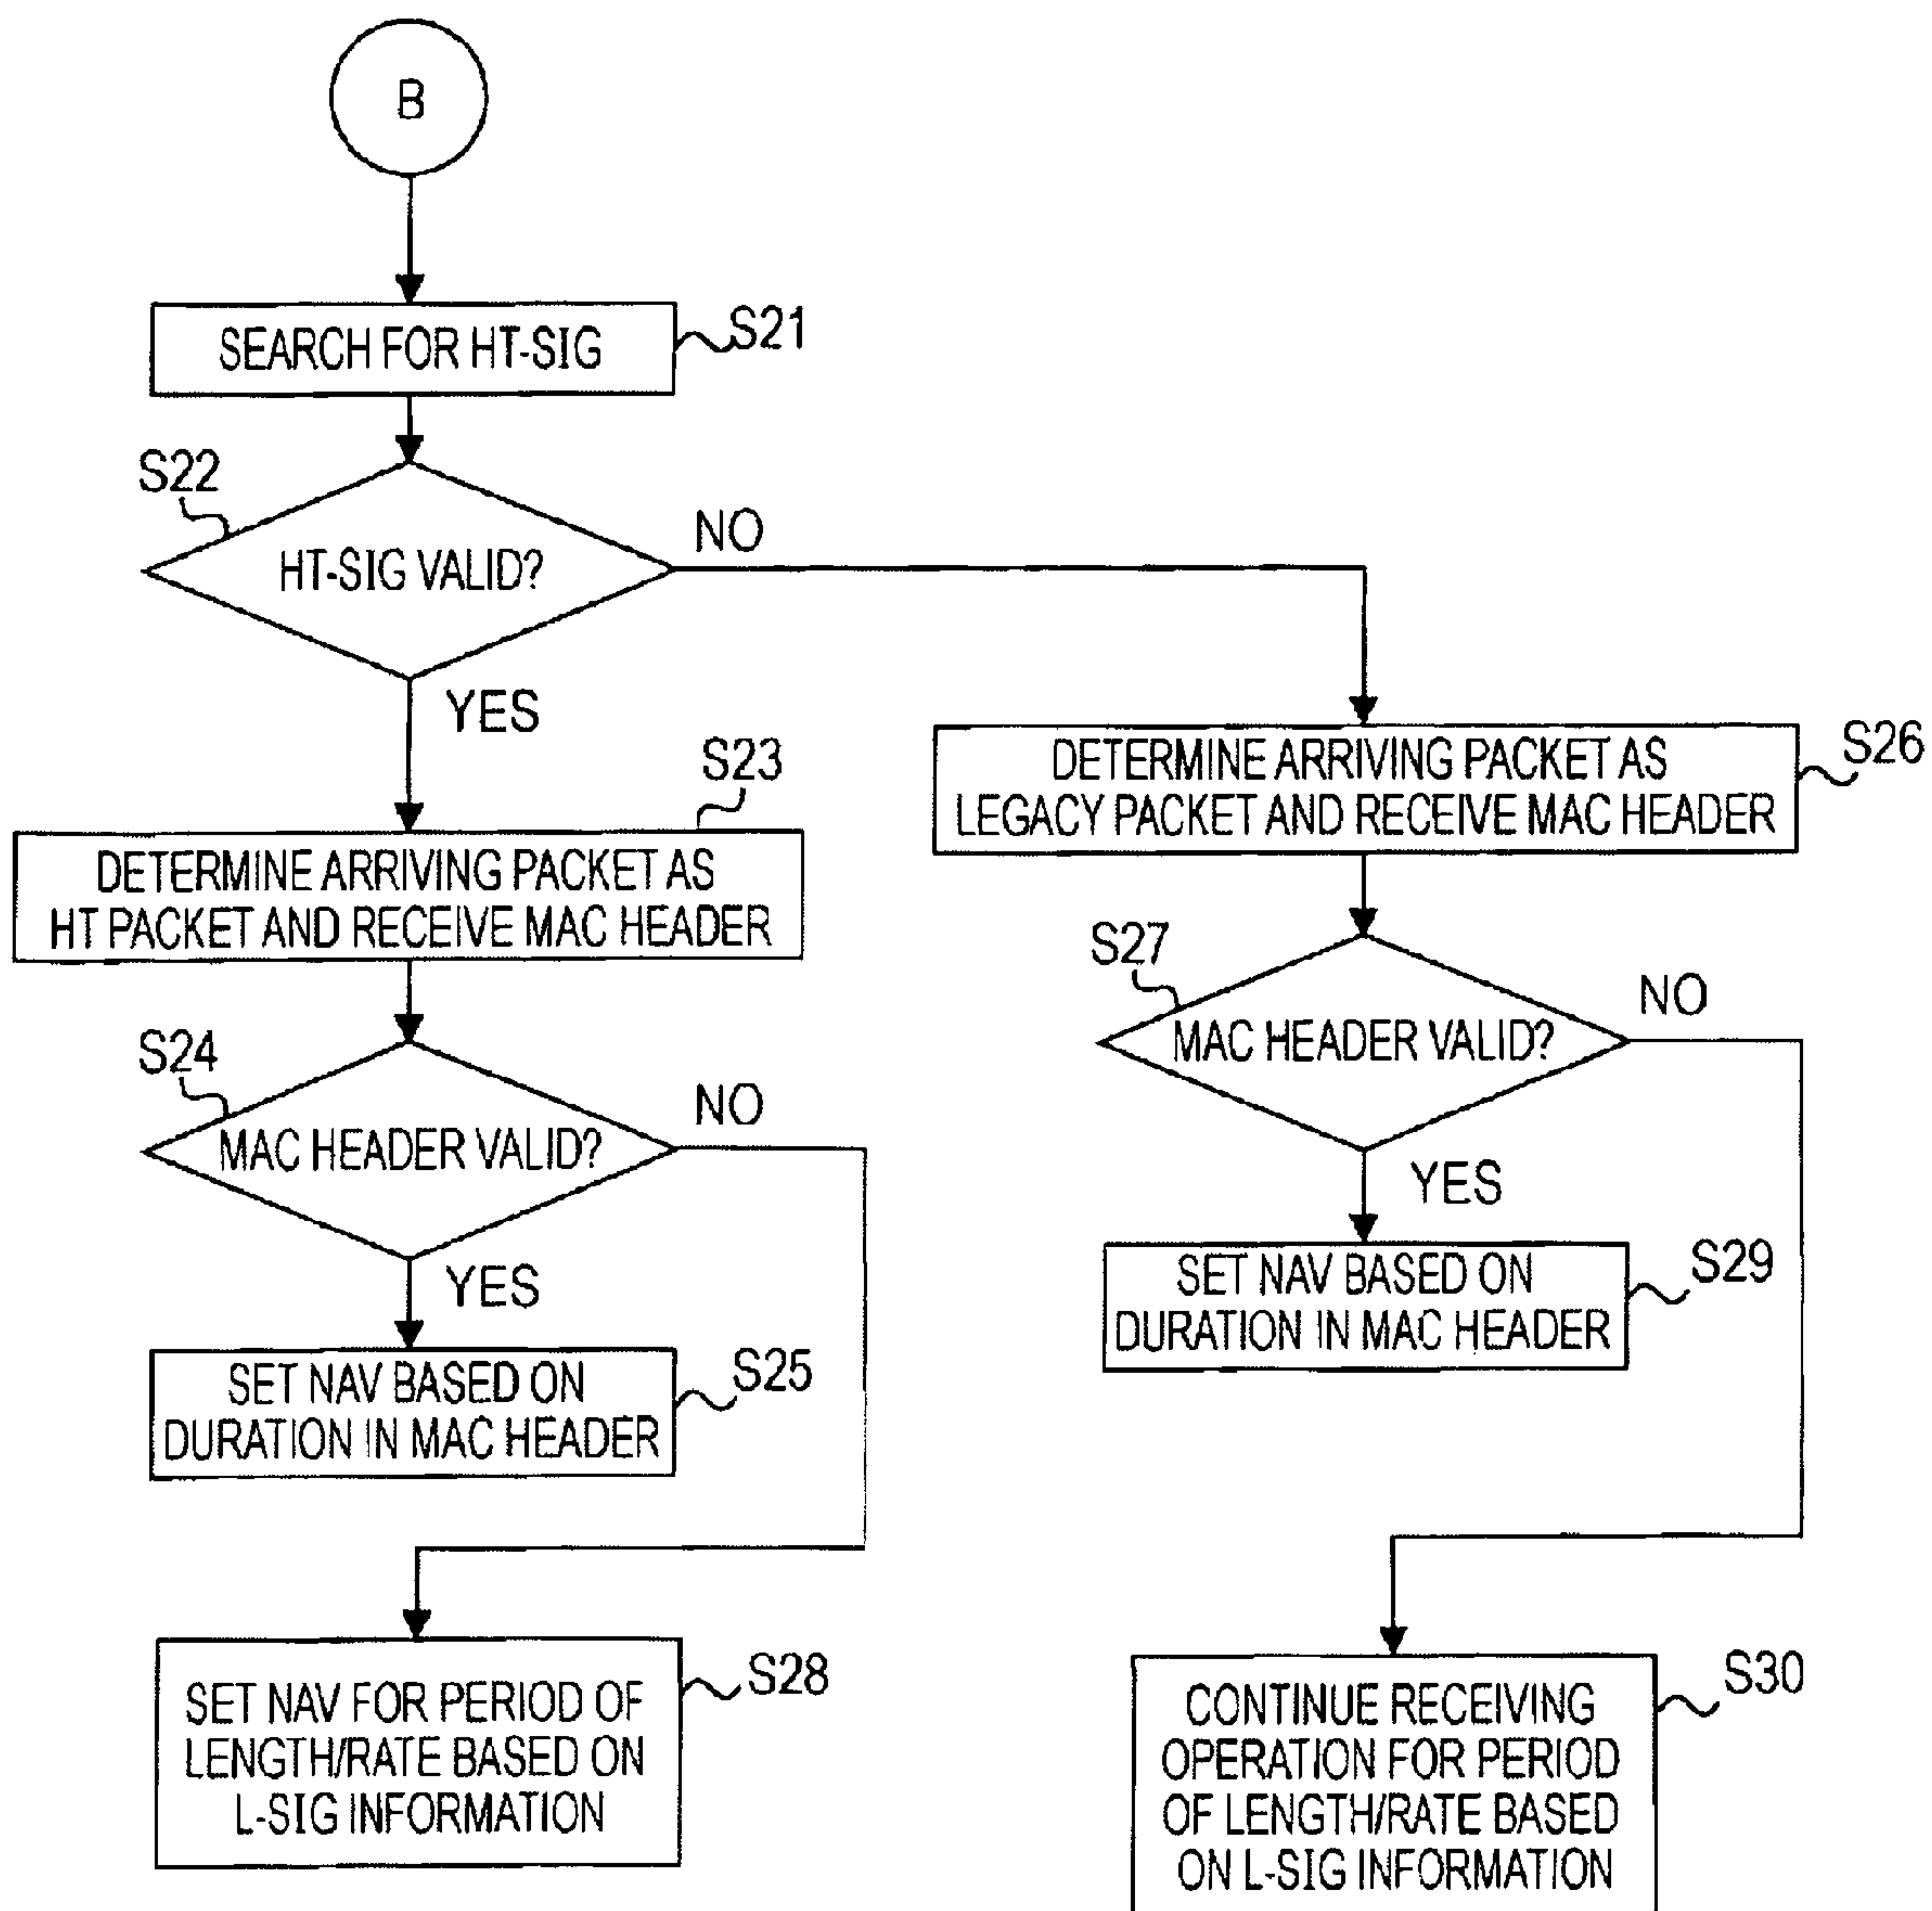 B
SEARCH FOR HT-SIG
S21
S22
HT-SIG VALID?
NO
YES
S23
DETERMINE ARRIVING PACKET AS
HT PACKET AND RECEIVE MAC HEADER
S24
MAC HEADER VALID?
NO
YES
SET NAV BASED ON
DURATION IN MAC HEADER
S25
SET NAV FOR PERIOD OF
LENGTH/RATE BASED ON
L-SIG INFORMATION
S28
DETERMINE ARRIVING PACKET AS
LEGACY PACKET AND RECEIVE MAC HEADER
S26
S27
MAC HEADER VALID?
NO
YES
SET NAV BASED ON
DURATION IN MAC HEADER
S29
CONTINUE RECEIVING
OPERATION FOR PERIOD
OF LENGTH/RATE BASED
ON L-SIG INFORMATION
S30